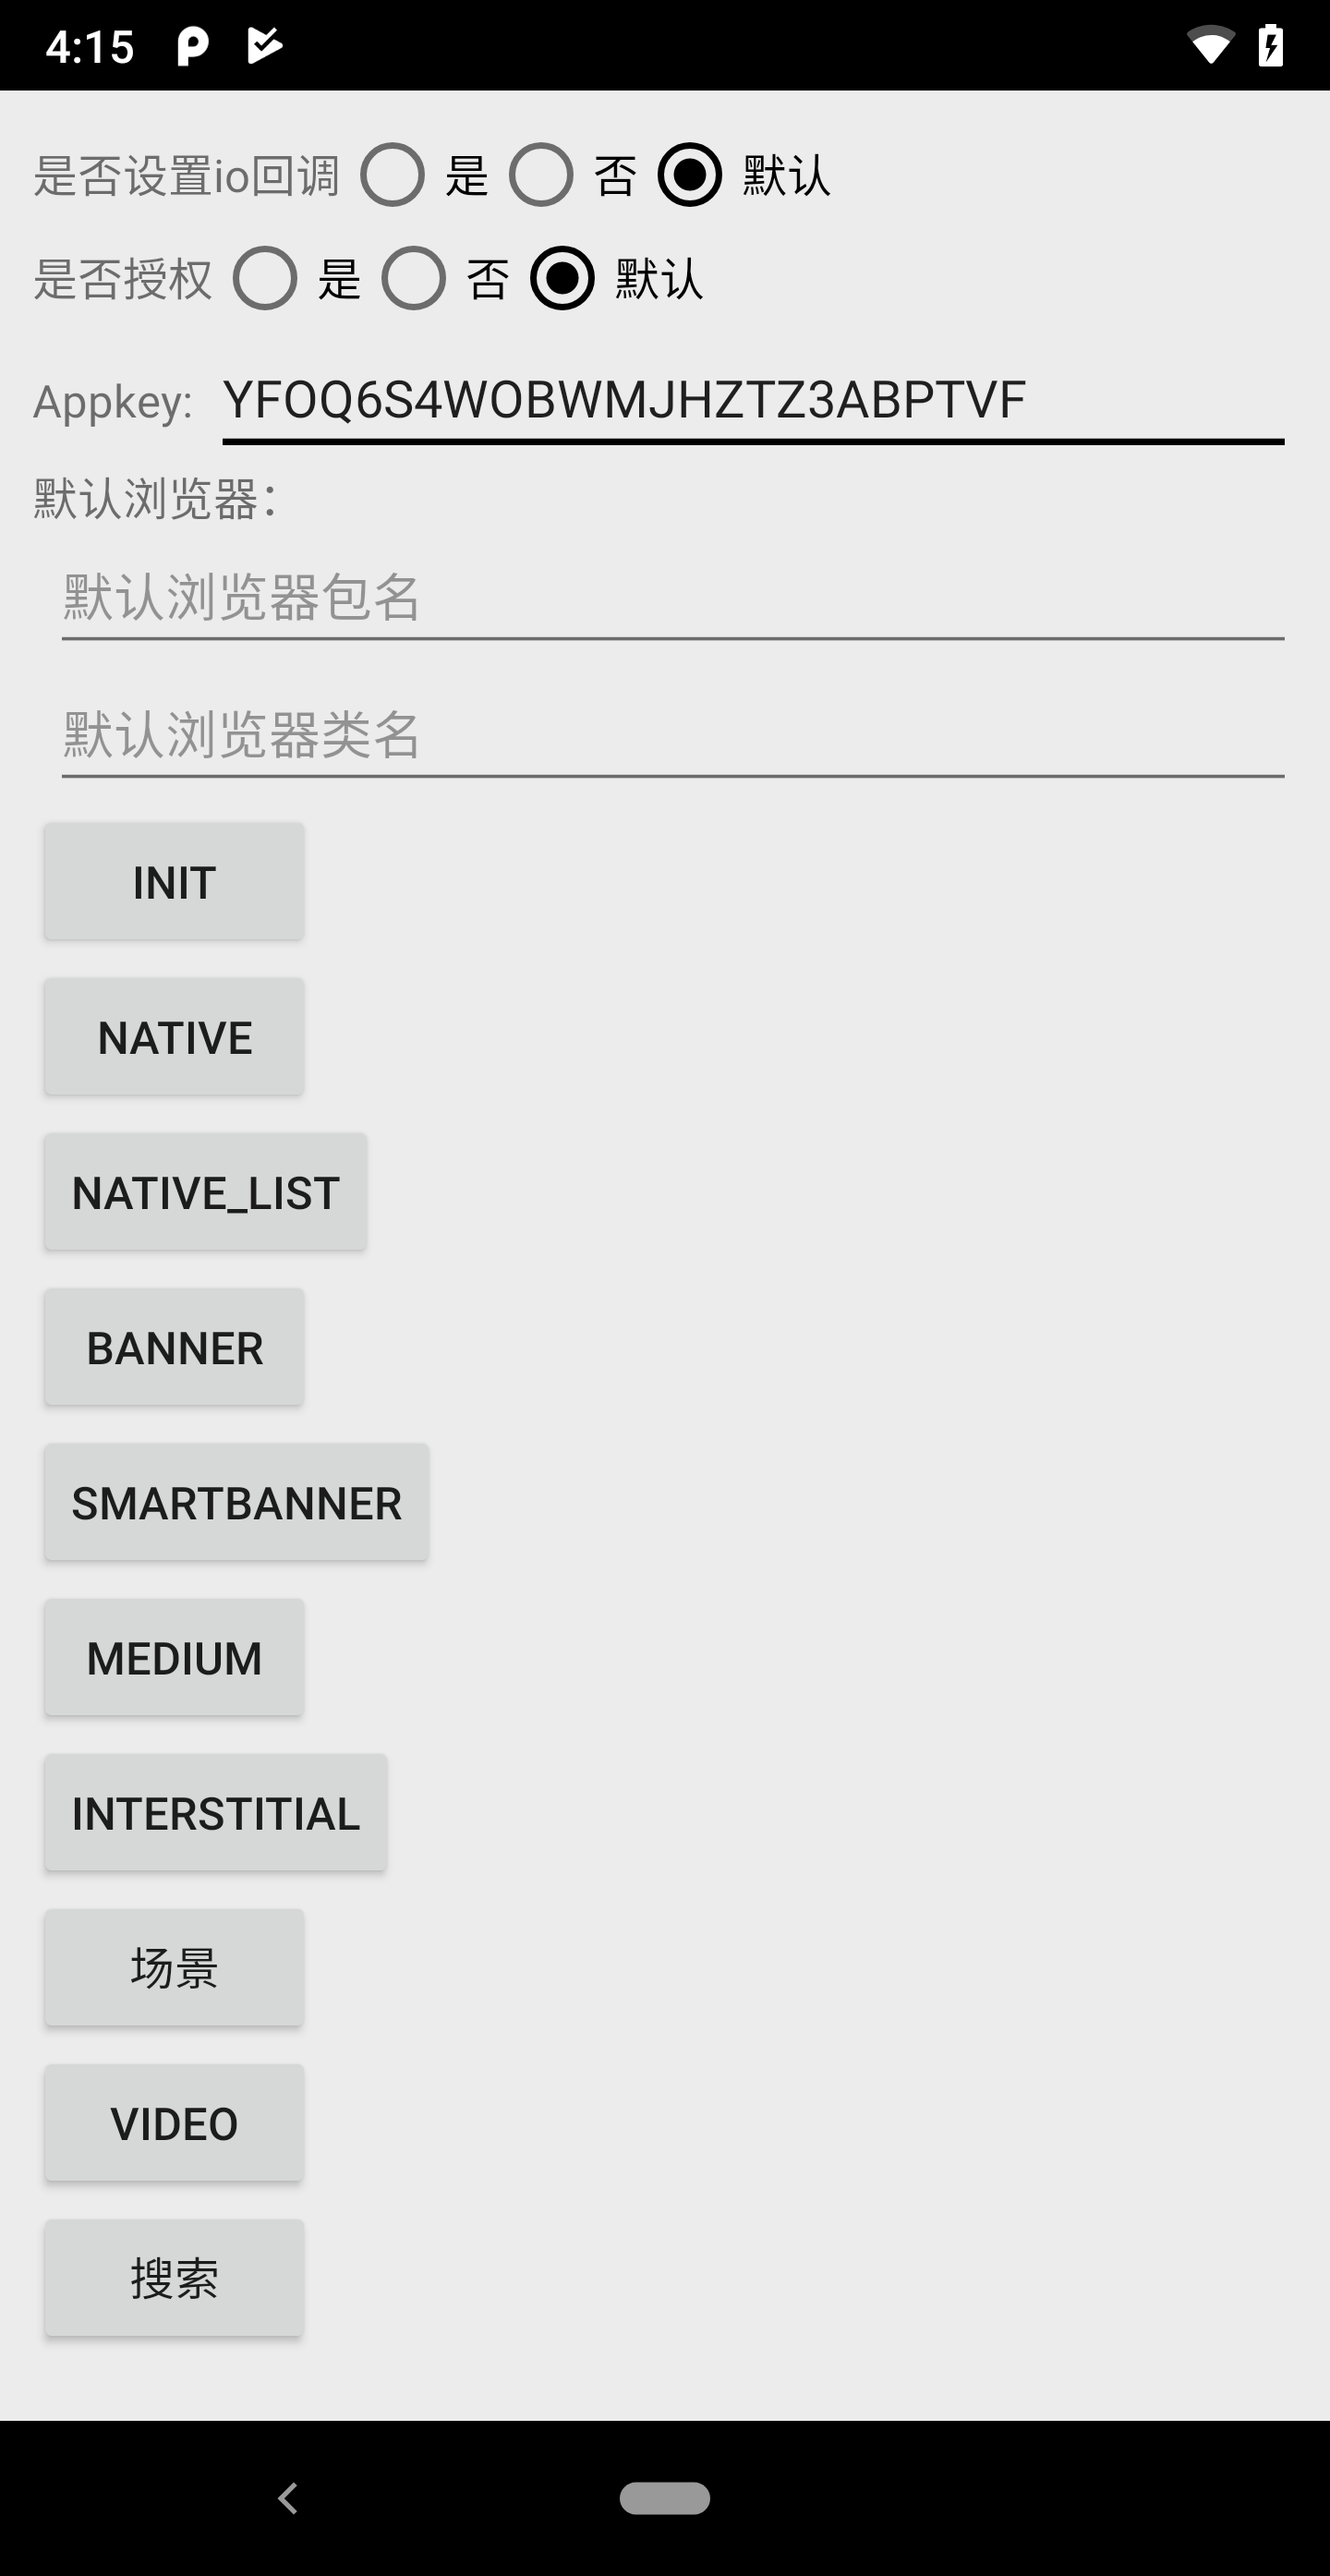 4:15
是否设置io回调 是 否 默认
是否授权 是 否 默认
Appkey: YFOQ6S4WOBWMJHZTZ3ABPTVF
默认浏览器：
默认浏览器包名
默认浏览器类名
INIT
NATIVE
NATIVE_LIST
BANNER
SMARTBANNER
MEDIUM
INTERSTITIAL
场景
VIDEO
搜索